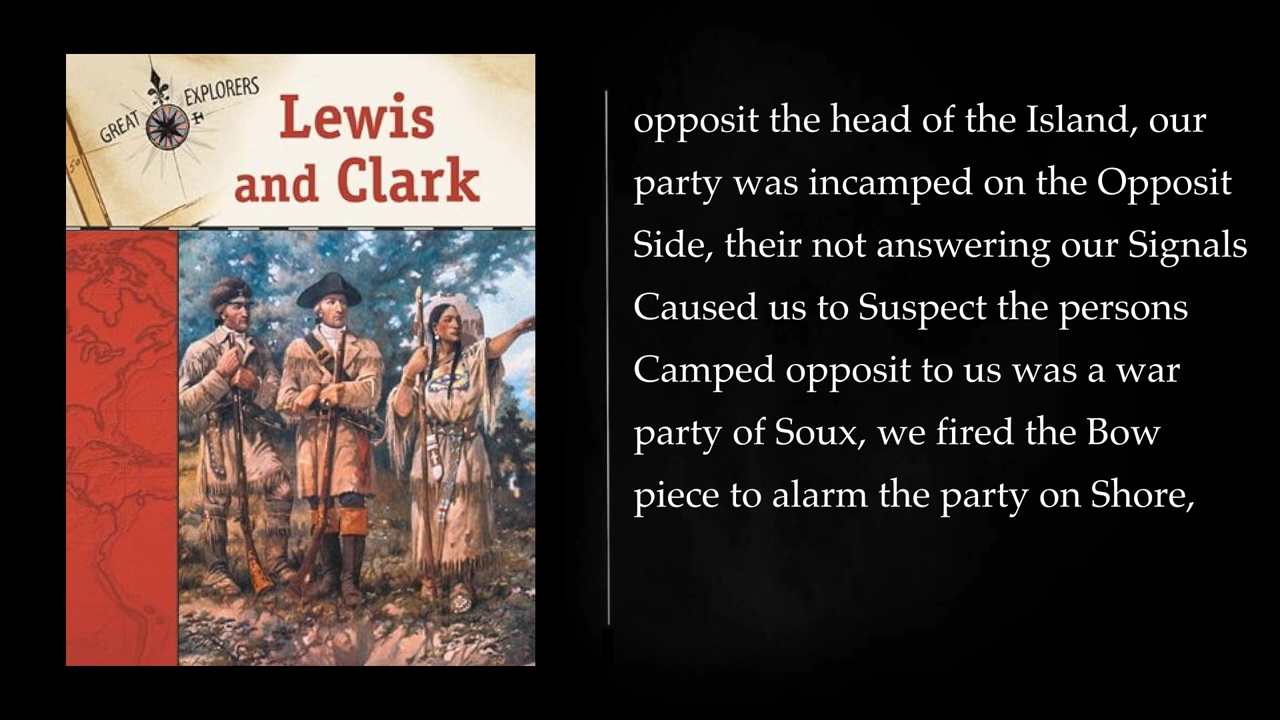 GREAT EXPLORERS
Lewis
and Clark
50
opposit the head of the Island, our
party was incamped on the Opposit
Side, their not answering our Signals
Caused us to Suspect the persons
Camped opposit to us was a war
party of Soux, we fired the Bow
piece to alarm the party on Shore,